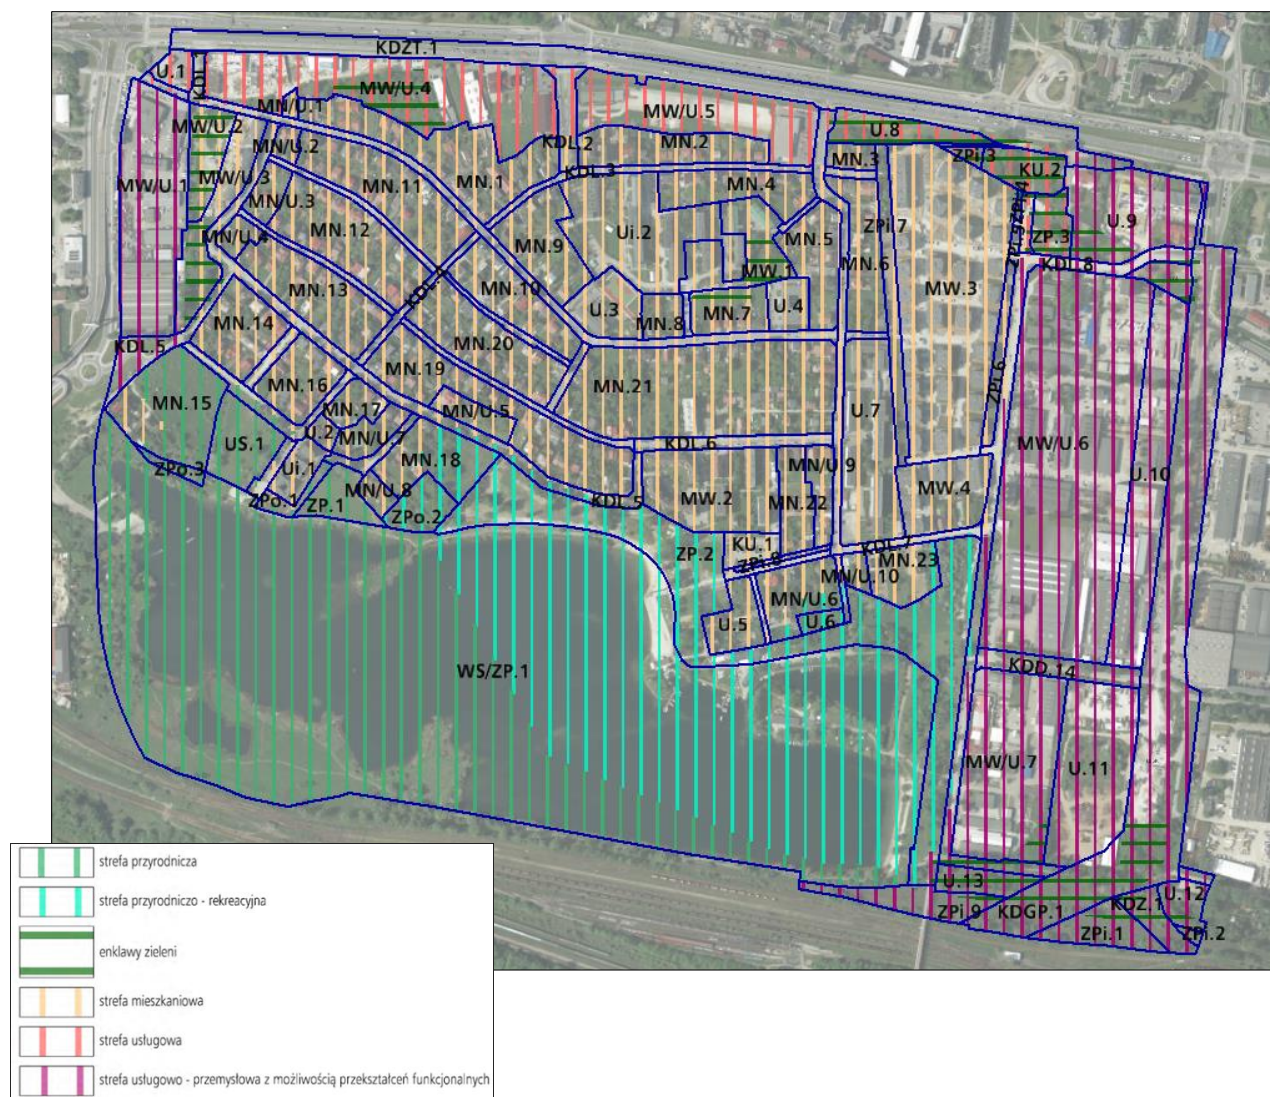 KDZT.1
U.1
KDL.1
MW/U.4
MN/U.1
MW/U.5
MW/U.2
MN/U.2
KDL.2
MN.2
U.8
ZPi.3
MN.3
KU.2
MW/U.1
MW/U.3
MN.11
MN.1
KDL.3
MN.4
MN/U.3
U.9
MN.12
Ui.2
ZPi.7
ZP.3
MN/U.4
MN.9
MN.5
MN.6
KDL.8
MW.1
MN.13
MN.10
MW.3
U.3
MN.7
U.4
MN.14
MN.8
KDL.5
MN.20
MN.19
MN.16
MN.21
ZPi.6
MN.15
MN.17
MN/U.5
U.7
US.1
U.2
MN/U.7
KDL.6
MW/U.6
Ui.1
MN.18
MN/U.9
U.10
ZPo.3
MN/U.8
MW.4
ZPo.1
ZP.1
ZPo.2
KDL.5
MW.2
MN.22
KU.1
KDL.7
ZP.2
ZPi.8
MN.23
MN/U.10
MN/U.6
U.5
U.6
WS/ZP.1
KDD.14
MW/U.7
U.11
U.13
U.12
ZPi.9
KDGP.1
KDZ.1
ZPi.1
ZPi.2
strefa przyrodnicza
strefa przyrodniczo - rekreacyjna
enklawy zieleni
strefa mieszkaniowa
strefa usługowa
strefa usługowo - przemysłowa z możliwością przekształceń funkcjonalnych